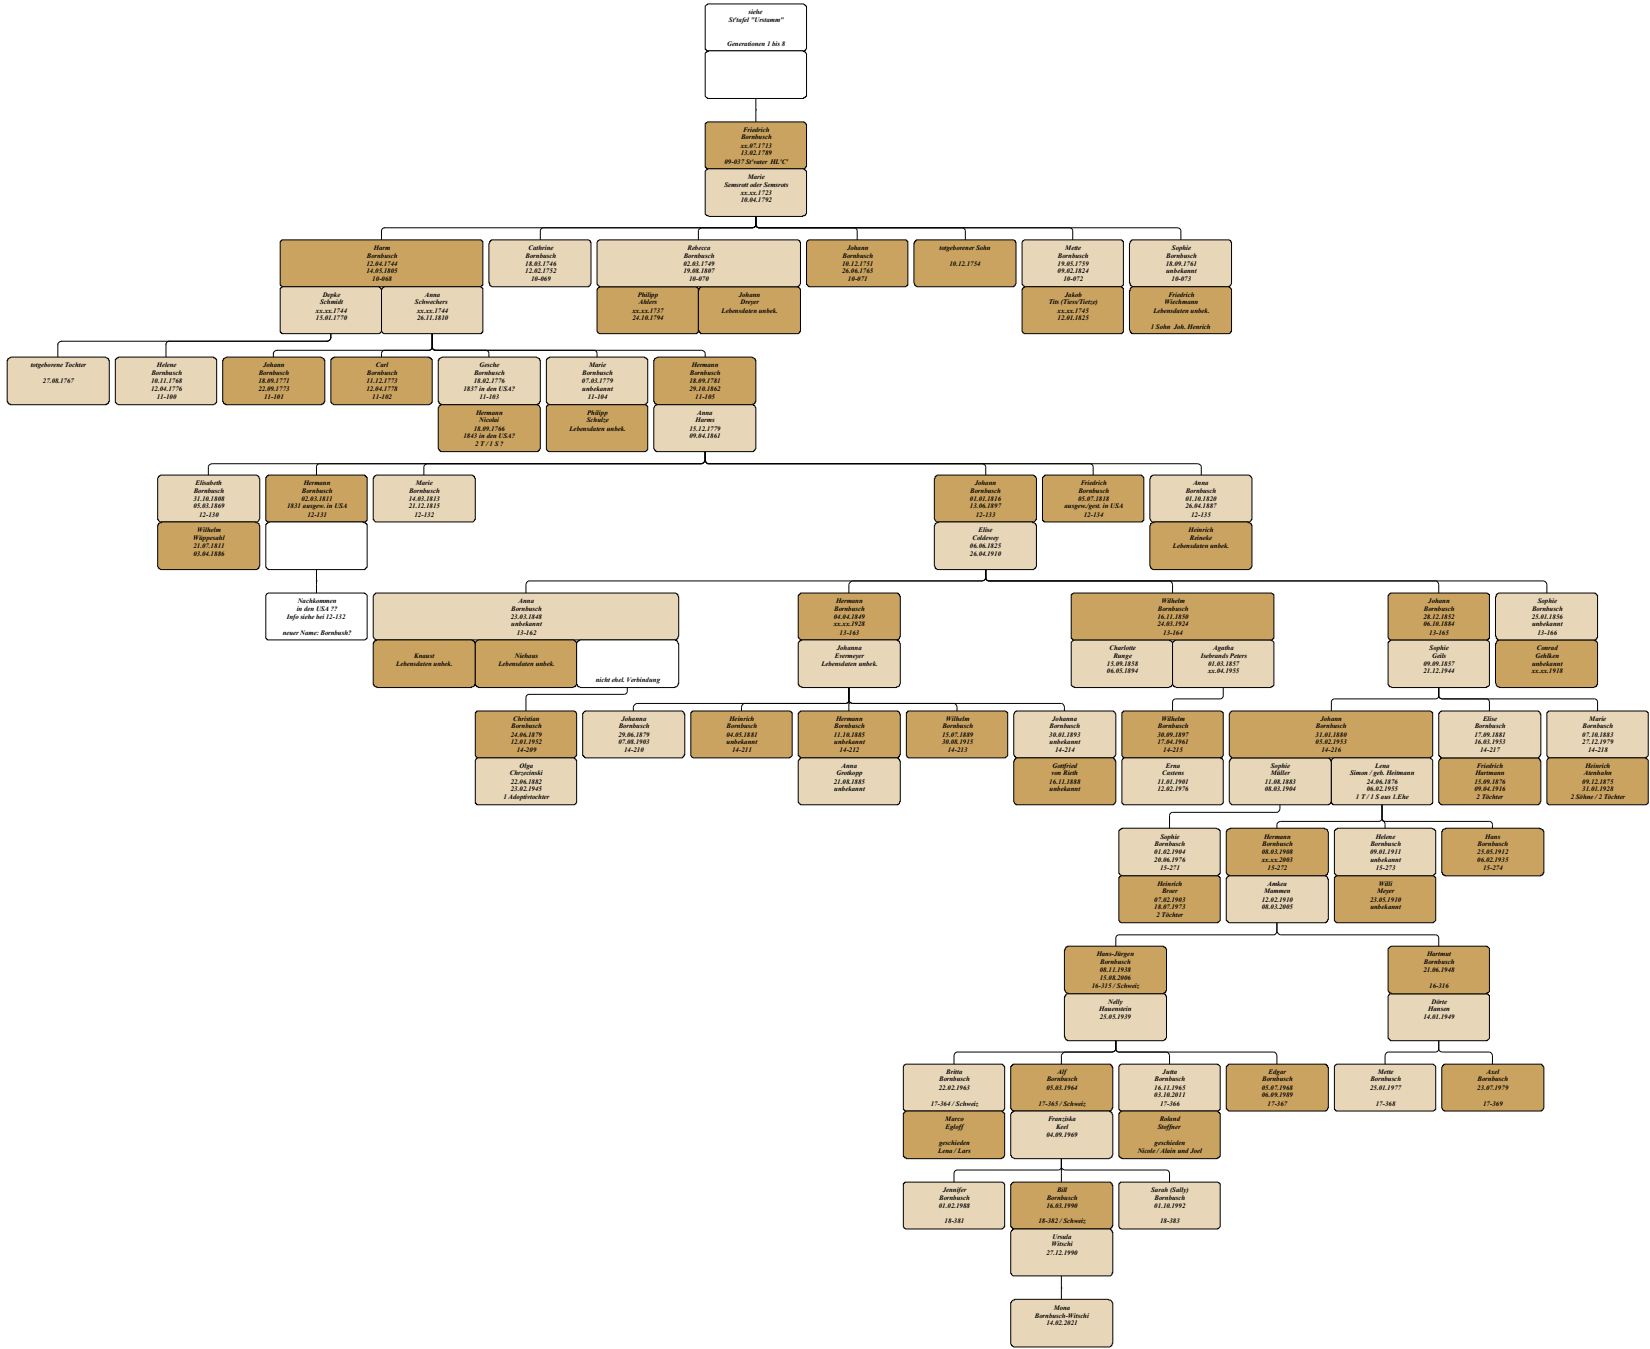 siehe
St'tafel "Urstamm"
Generationen 1 bis 8
Friedrich
Bornbusch
xx.07.1713
13.02.1789
09-037 St'vater HL'C'
Marie
Semsrott oder Semsrots
xx.xx.1723
10.04.1792
Harm
Bornbusch
12.04.1744
14.05.1805
10-068
Depke
Schmidt
xx.xx.1744
15.01.1770
Anna
Schwechers
xx.xx.1744
26.11.1810
Cathrine
Bornbusch
18.03.1746
12.02.1752
10-069
Rebecca
Bornbusch
02.03.1749
19.08.1807
10-070
Philipp
Ahlers
xx.xx.1737
24.10.1794
Johann
Dreyer
Lebensdaten unbek.
Johann
Bornbusch
10.12.1751
26.06.1765
10-071
totgeborener Sohn
10.12.1754
Mette
Bornbusch
19.05.1759
09.02.1824
10-072
Jakob
Tits (Tiess/Tietze)
xx.xx.1745
12.01.1825
Sophie
Bornbusch
18.09.1761
unbekannt
10-073
Friedrich
Wiechmann
Lebensdaten unbek.
1 Sohn Joh. Henrich
totgeborene Tochter
27.08.1767
Helene
Bornbusch
10.11.1768
12.04.1776
11-100
Johann
Bornbusch
18.09.1771
22.09.1773
11-101
Carl
Bornbusch
11.12.1773
12.04.1778
11-102
Gesche
Bornbusch
18.02.1776
1837 in den USA?
11-103
Hermann
Nicolai
18.09.1766
1843 in den USA?
2 T / 1 S ?
Marie
Bornbusch
07.03.1779
unbekannt
11-104
Philipp
Schulze
Lebensdaten unbek.
Hermann
Bornbusch
18.09.1781
29.10.1862
11-105
Anna
Harms
15.12.1779
09.04.1861
Elisabeth
Bornbusch
31.10.1808
05.03.1869
12-130
Wilhelm
Wüppesahl
21.07.1811
03.04.1886
Hermann
Bornbusch
02.03.1811
1831 ausgew. in USA
12-131
Marie
Bornbusch
14.03.1813
21.12.1815
12-132
Johann
Bornbusch
01.01.1816
13.06.1897
12-133
Elise
Coldewey
06.06.1825
26.04.1910
Friedrich
Bornbusch
05.07.1818
ausgew./gest. in USA
12-134
Anna
Bornbusch
01.10.1820
26.04.1887
12-135
Heinrich
Reineke
Lebensdaten unbek.
Nachkommen
in den USA ??
Info siehe bei 12-132
neuer Name: Bornbush?
Anna
Bornbusch
23.03.1848
unbekannt
13-162
Knaust
Lebensdaten unbek.
Niehaus
Lebensdaten unbek.
nicht ehel. Verbindung
Hermann
Bornbusch
04.04.1849
xx.xx.1928
13-163
Johanna
Evermeyer
Lebensdaten unbek.
Wilhelm
Bornbusch
16.11.1850
24.03.1924
13-164
Charlotte
Runge
15.09.1858
06.05.1894
Agatha
Isebrands Peters
01.03.1857
xx.04.1955
Johann
Bornbusch
28.12.1852
06.10.1884
13-165
Sophie
Geils
09.09.1857
21.12.1944
Sophie
Bornbusch
25.01.1856
unbekannt
13-166
Conrad
Gehlken
unbekannt
xx.xx.1918
Christian
Bornbusch
24.06.1879
12.01.1952
14-209
Olga
Chrzecinski
22.06.1882
23.02.1945
1 Adoptivtochter
Johanna
Bornbusch
29.06.1879
07.08.1903
14-210
Heinrich
Bornbusch
04.05.1881
unbekannt
14-211
Hermann
Bornbusch
11.10.1885
unbekannt
14-212
Anna
Grotkopp
21.08.1885
unbekannt
Wilhelm
Bornbusch
15.07.1889
30.08.1915
14-213
Johanna
Bornbusch
30.01.1893
unbekannt
14-214
Gottfried
von Rieth
16.11.1888
unbekannt
Wilhelm
Bornbusch
30.09.1897
17.04.1961
14-215
Erna
Castens
11.01.1901
12.02.1976
Johann
Bornbusch
31.01.1880
05.02.1953
14-216
Sophie
Müller
11.08.1883
08.03.1904
Lena
Simon / geb. Heitmann
24.06.1876
06.02.1955
1 T / 1 S aus 1.Ehe
Elise
Bornbusch
17.09.1881
16.03.1953
14-217
Friedrich
Hartmann
15.09.1876
09.04.1916
2 Töchter
Marie
Bornbusch
07.10.1883
27.12.1979
14-218
Heinrich
Atenhahn
09.12.1875
31.01.1928
2 Söhne / 2 Töchter
Sophie
Bornbusch
01.02.1904
20.06.1976
15-271
Heinrich
Broer
07.02.1903
18.07.1973
2 Töchter
Hermann
Bornbusch
08.03.1908
xx.xx.2003
15-272
Amkea
Mammen
12.02.1910
08.03.2005
Helene
Bornbusch
09.01.1911
unbekannt
15-273
Willi
Meyer
23.05.1910
unbekannt
Hans
Bornbusch
25.05.1912
06.02.1935
15-274
Hans-Jürgen
Bornbusch
08.11.1938
15.08.2006
16-315 / Schweiz
Nelly
Hauenstein
25.05.1939
Hartmut
Bornbusch
21.06.1948
16-316
Dörte
Hansen
14.01.1949
Britta
Bornbusch
22.02.1963
17-364 / Schweiz
Marco
Egloff
geschieden
Lena / Lars
Alf
Bornbusch
05.03.1964
17-365 / Schweiz
Franziska
Keel
04.09.1969
Jutta
Bornbusch
16.11.1965
03.10.2011
17-366
Roland
Stoffner
geschieden
Nicole / Alain und Joel
Edgar
Bornbusch
05.07.1968
06.09.1989
17-367
Mette
Bornbusch
25.01.1977
17-368
Axel
Bornbusch
23.07.1979
17-369
Jennifer
Bornbusch
01.02.1988
18-381
Bill
Bornbusch
16.03.1990
18-382 / Schweiz
Ursula
Witschi
27.12.1990
Sarah (Sally)
Bornbusch
01.10.1992
18-383
Mona
Bornbusch-Witschi
14.02.2021